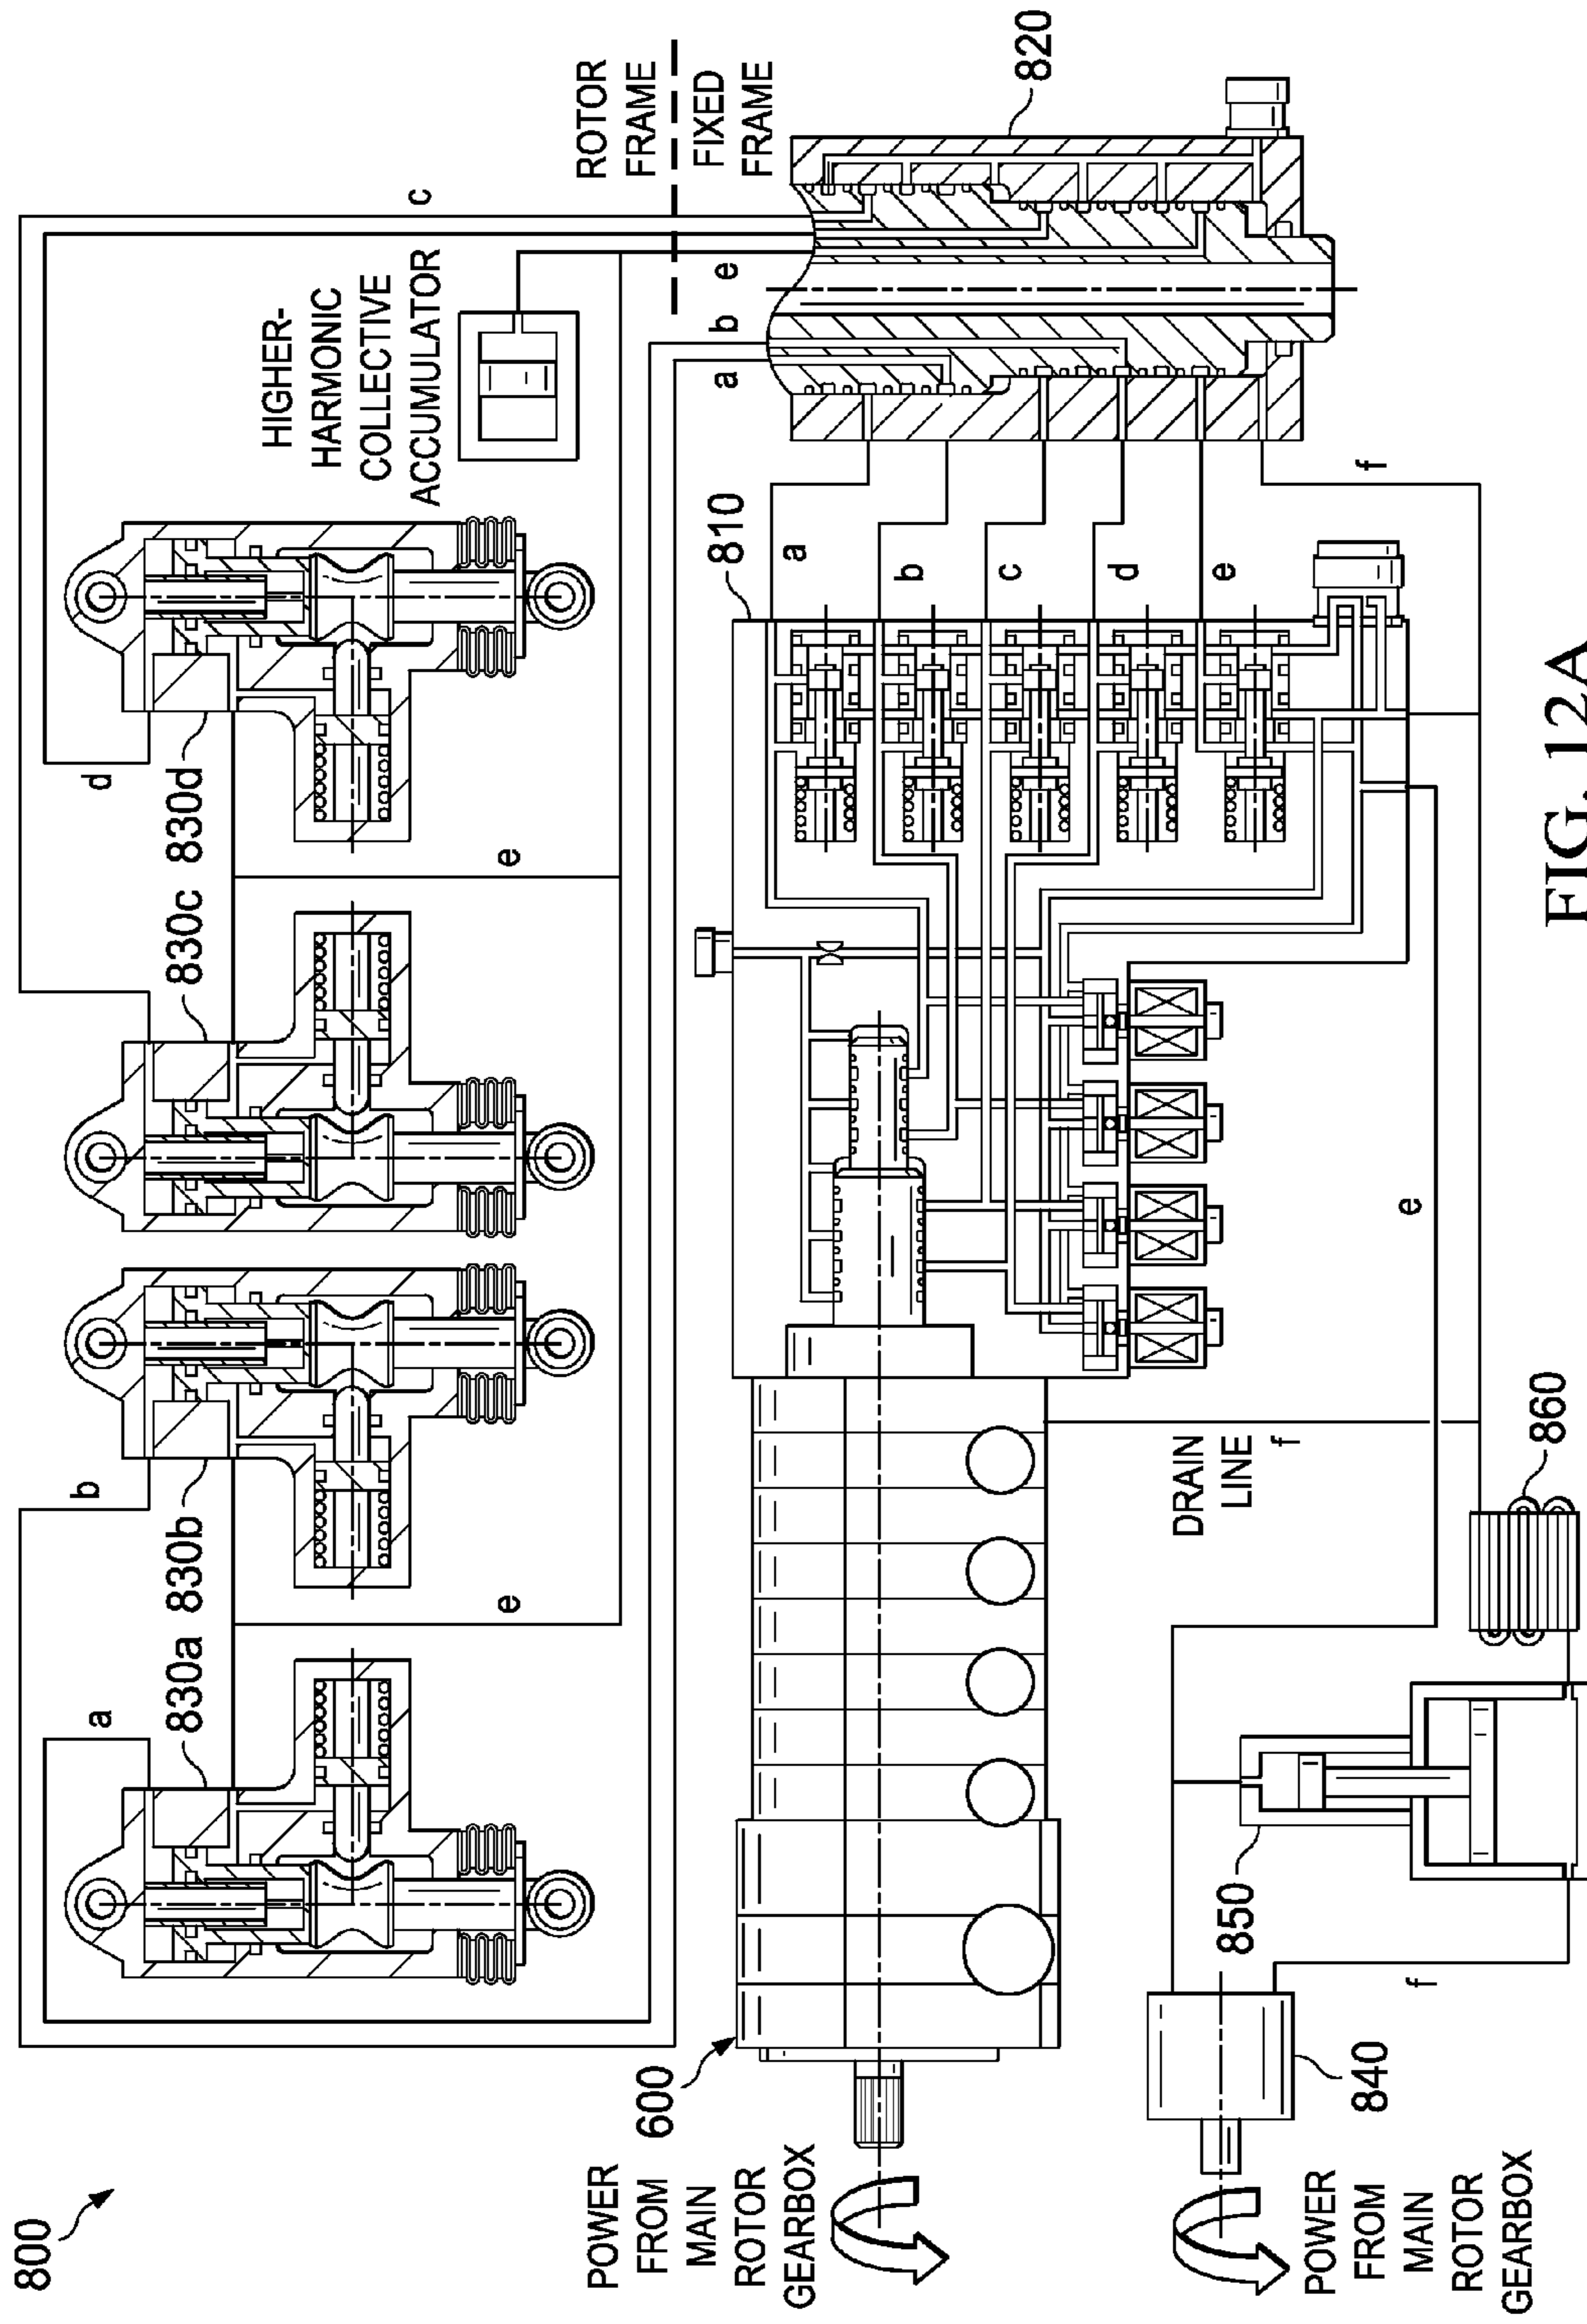 800
a
830a
830b
b
e
830c
830d
d
e
c
HIGHER-
HARMONIC
COLLECTIVE
ACCUMULATOR
ROTOR
FRAME
FIXED
FRAME
a
b
e
820
600
POWER
FROM
MAIN
ROTOR
GEARBOX
810
a
b
c
d
e
f
DRAIN
LINE
f
e
POWER
FROM
MAIN
ROTOR
GEARBOX
840
f
850
860
FIG. 12A